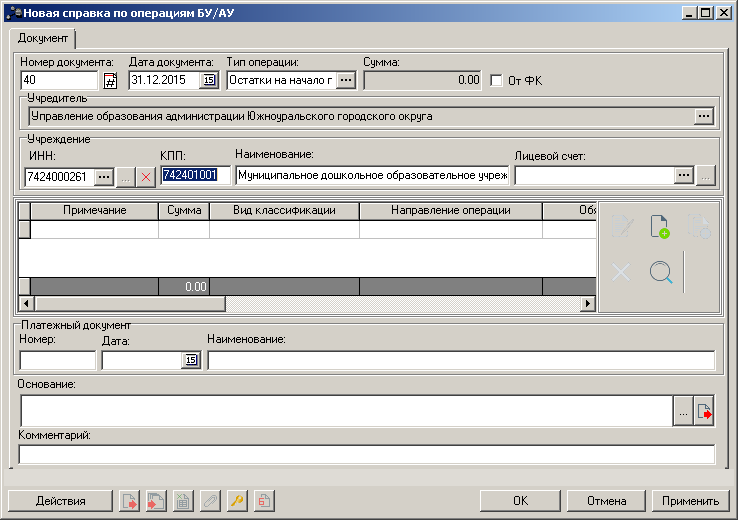 Новая справка по операциям БУ/АУ
Документ
Номер документа: Дата документа: Тип операции: Сумма:
40 31.12.2015 15 Остатки на начало г ... 0.00 От ФК
Учредитель
Управление образования администрации Южноуральского городского округа ...
Учреждение
ИНН: КПП: Наименование: Лицевой счет:
7424000261 ... ... 742401001 Муниципальное дошкольное образовательное учреж ... ...
Примечание Сумма Вид классификации Направление операции Обя
0.00
Платежный документ
Номер: Дата: Наименование:
15
Основание:
...
Комментарий:
Действия OK Отмена Применить